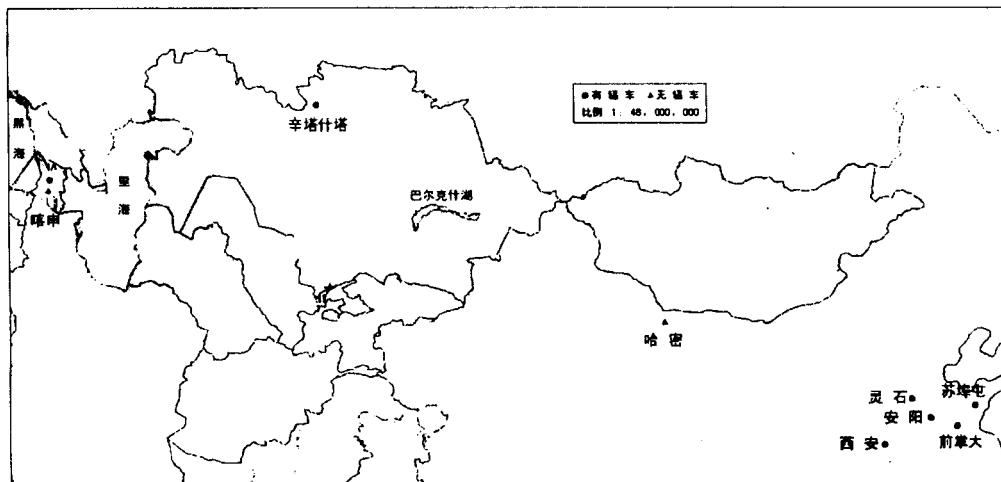 ●有辐车 ▲无辐车
比例 1：48，000，000
辛塔什塔
黑海
里海
喀申
巴尔克什湖
哈密
灵石
苏埠屯
安阳
西安
前掌大